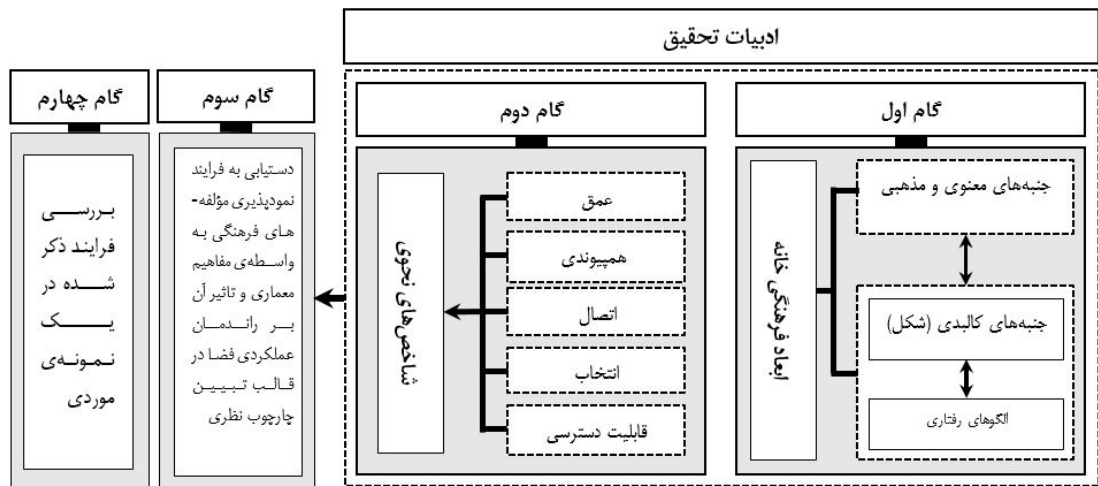 ادبیات تحقیق
گام اول
ابعاد فرهنگی خانه
جنبه‌های معنوی و مذهبی
جنبه‌های کالبدی (شکل)
الگوهای رفتاری
گام دوم
شاخص‌های نحوی
عمق
همپیوندی
اتصال
انتخاب
قابلیت دسترسی
گام سوم
دستیابی به فرایند
نمودپذیری مؤلفه-
های فرهنگی به
واسطه‌ی مفاهیم
معماری و تاثیر آن
بر راندمان
عملکردی فضا در
قالب تبیین
چارچوب نظری
گام چهارم
بررسی
فرایند ذکر
شده در
یک
نمونه‌ی
موردی